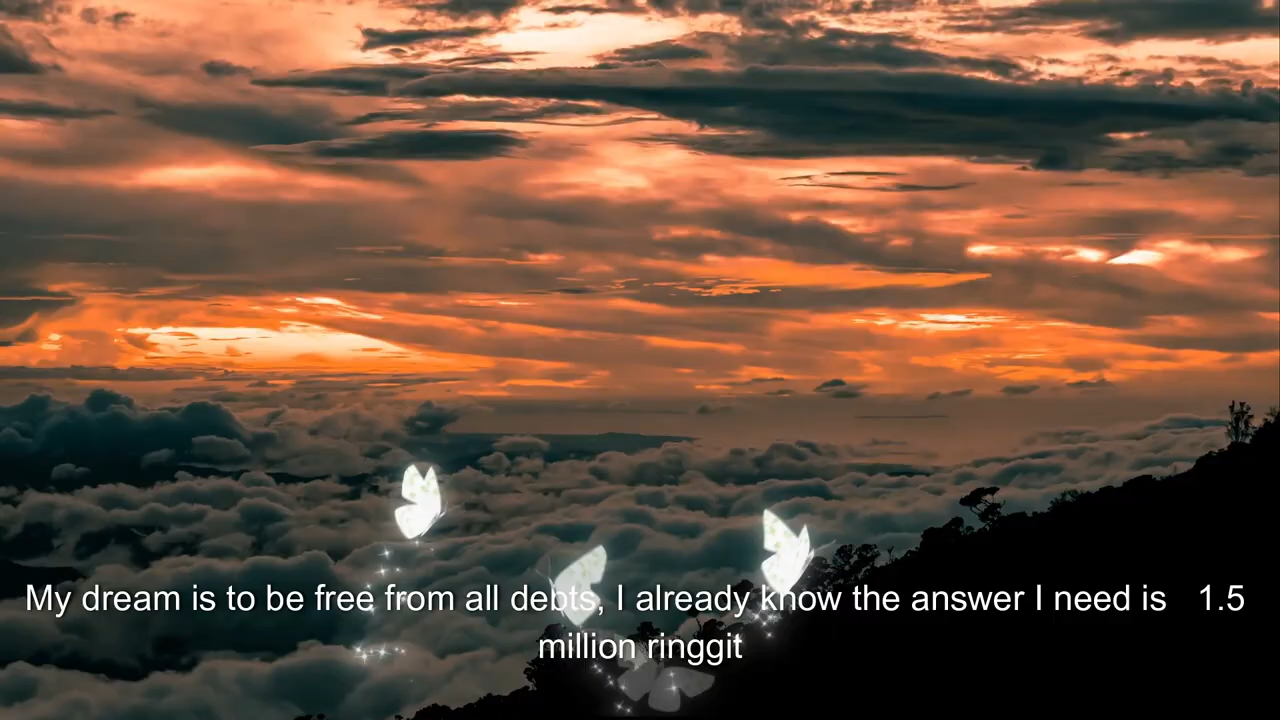 My dream is to be free from all debts, I already know the answer I need is 1.5
million ringgit